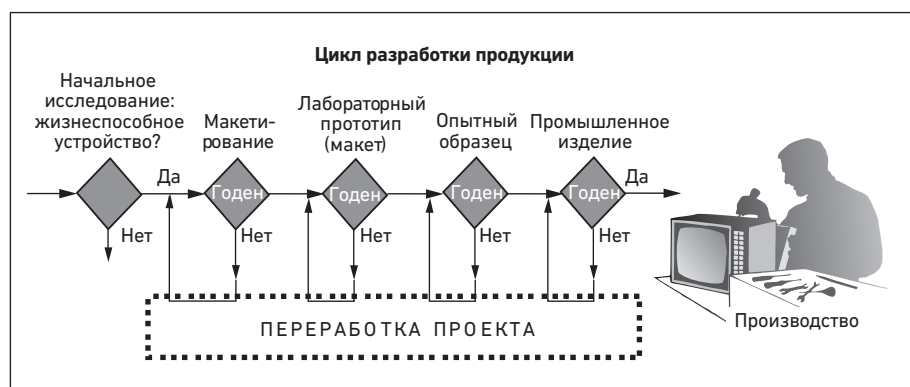 Цикл разработки продукции
Начальное
исследование:
жизнеспособное
устройство?
Макети-
рование
Лабораторный
прототип
(макет)
Опытный
образец
Промышленное
изделие
Да
Годен
Годен
Годен
Годен
Да
Нет
Нет
Нет
Нет
Нет
ПЕРЕРАБОТКА ПРОЕКТА
Производство